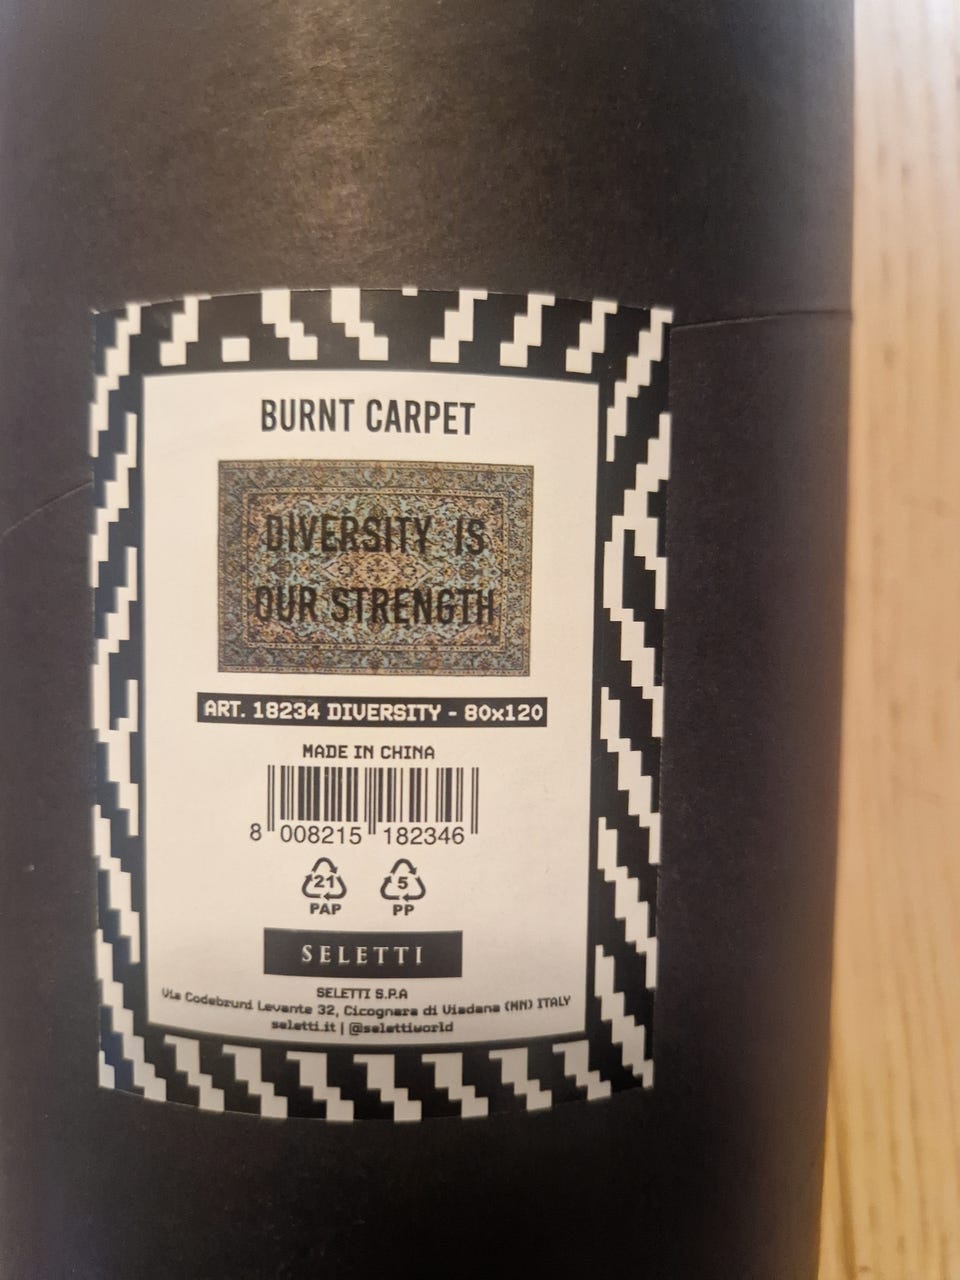 BURNT CARPET
DIVERSITY IS
OUR STRENGTH
ART. 18234 DIVERSITY - 80x120
MADE IN CHINA
8 008215 182346
21 5
PAP PP
SELETTI
SELETTI S.P.A
Via Codebruni Levante 32, Cicognara di Viadana (MN) ITALY
seletti.it | @selettiworld